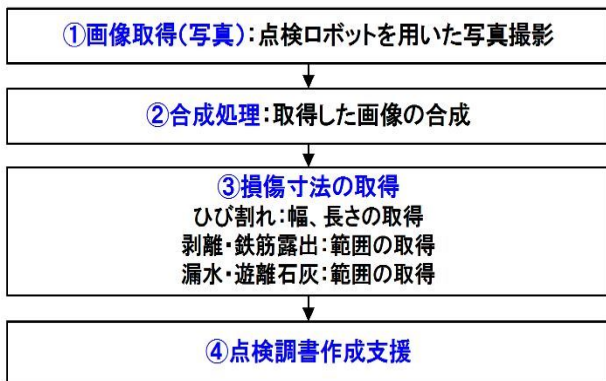 ①画像取得(写真):点検ロボットを用いた写真撮影
②合成処理:取得した画像の合成
③損傷寸法の取得
ひび割れ:幅、長さの取得
剥離・鉄筋露出:範囲の取得
漏水・遊離石灰:範囲の取得
④点検調書作成支援